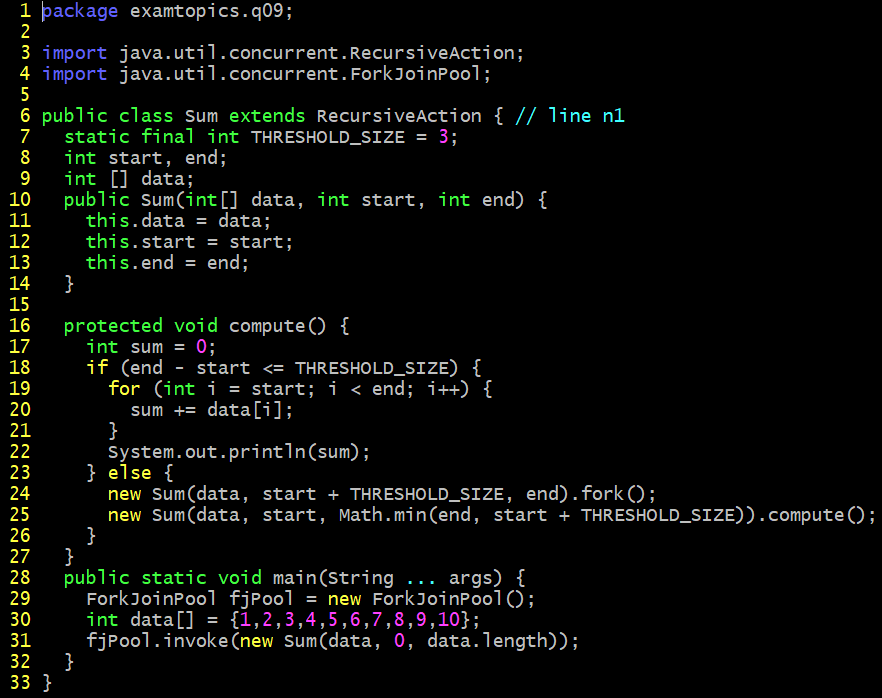 1 package examtopics.q09;
2
3 import java.util.concurrent.RecursiveAction;
4 import java.util.concurrent.ForkJoinPool;
5
6 public class Sum extends RecursiveAction { // line n1
7   static final int THRESHOLD_SIZE = 3;
8   int start, end;
9   int [] data;
10   public Sum(int[] data, int start, int end) {
11     this.data = data;
12     this.start = start;
13     this.end = end;
14   }
15
16   protected void compute() {
17     int sum = 0;
18     if (end - start <= THRESHOLD_SIZE) {
19       for (int i = start; i < end; i++) {
20         sum += data[i];
21       }
22       System.out.println(sum);
23     } else {
24       new Sum(data, start + THRESHOLD_SIZE, end).fork();
25       new Sum(data, start, Math.min(end, start + THRESHOLD_SIZE)).compute();
26     }
27   }
28   public static void main(String ... args) {
29     ForkJoinPool fjPool = new ForkJoinPool();
30     int data[] = {1,2,3,4,5,6,7,8,9,10};
31     fjPool.invoke(new Sum(data, 0, data.length));
32   }
33 }